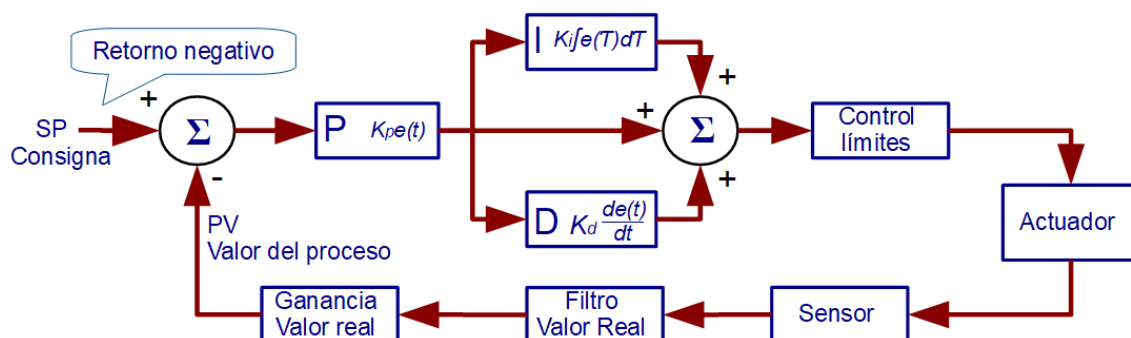 Retorno negativo
+
SP
Consigna
Σ
-
PV
Valor del proceso
P Kpe(t)
I Ki∫e(T)dT
D Kd de(t)/dt
+
+
+
Σ
Control
límites
Actuador
Sensor
Filtro
Valor Real
Ganancia
Valor real